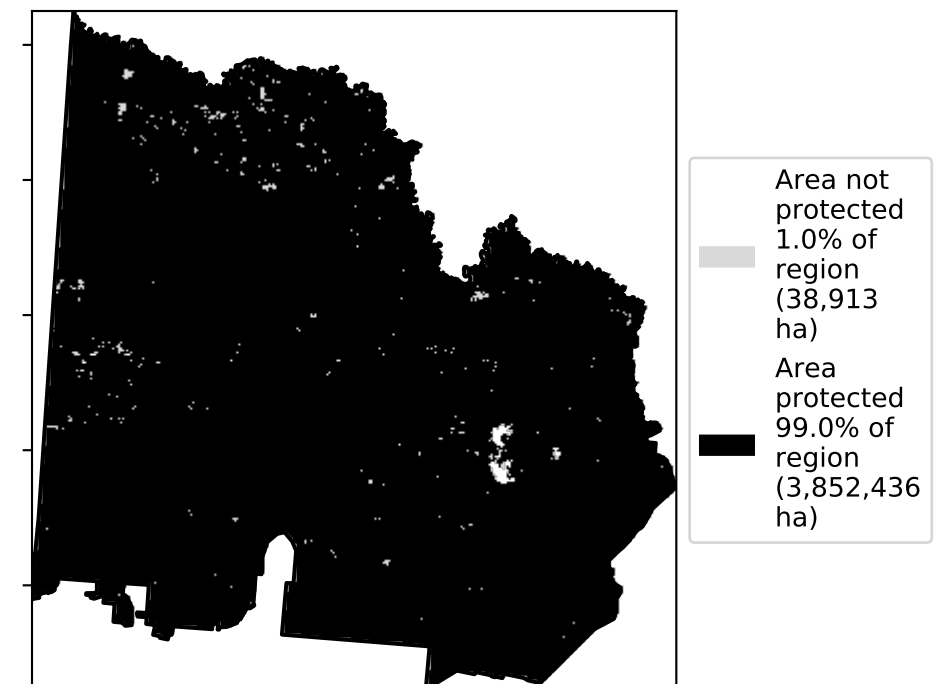 Area not
protected
1.0% of
region
(38,913
ha)
Area
protected
99.0% of
region
(3,852,436
ha)